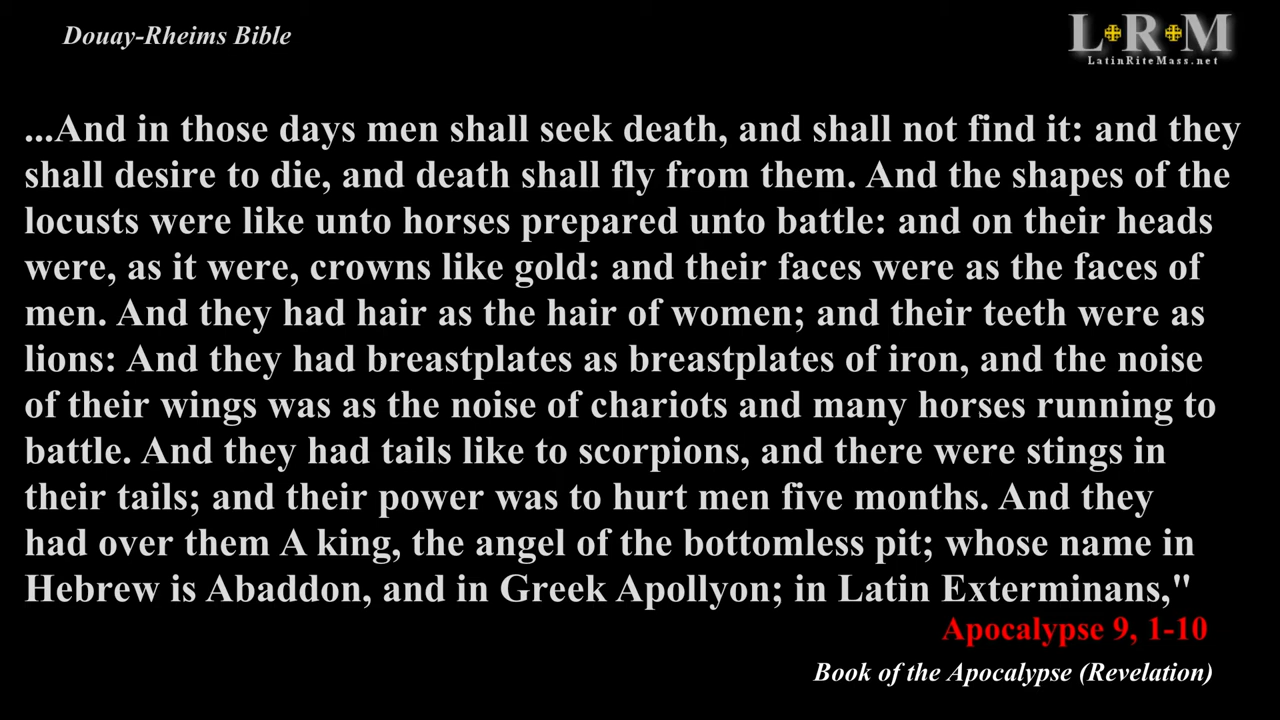 Douay-Rheims Bible
L R M
LatinRiteMass.net
...And in those days men shall seek death, and shall not find it: and they
shall desire to die, and death shall fly from them. And the shapes of the
locusts were like unto horses prepared unto battle: and on their heads
were, as it were, crowns like gold: and their faces were as the faces of
men. And they had hair as the hair of women; and their teeth were as
lions: And they had breastplates as breastplates of iron, and the noise
of their wings was as the noise of chariots and many horses running to
battle. And they had tails like to scorpions, and there were stings in
their tails; and their power was to hurt men five months. And they
had over them A king, the angel of the bottomless pit; whose name in
Hebrew is Abaddon, and in Greek Apollyon; in Latin Exterminans,"
Apocalypse 9, 1-10
Book of the Apocalypse (Revelation)